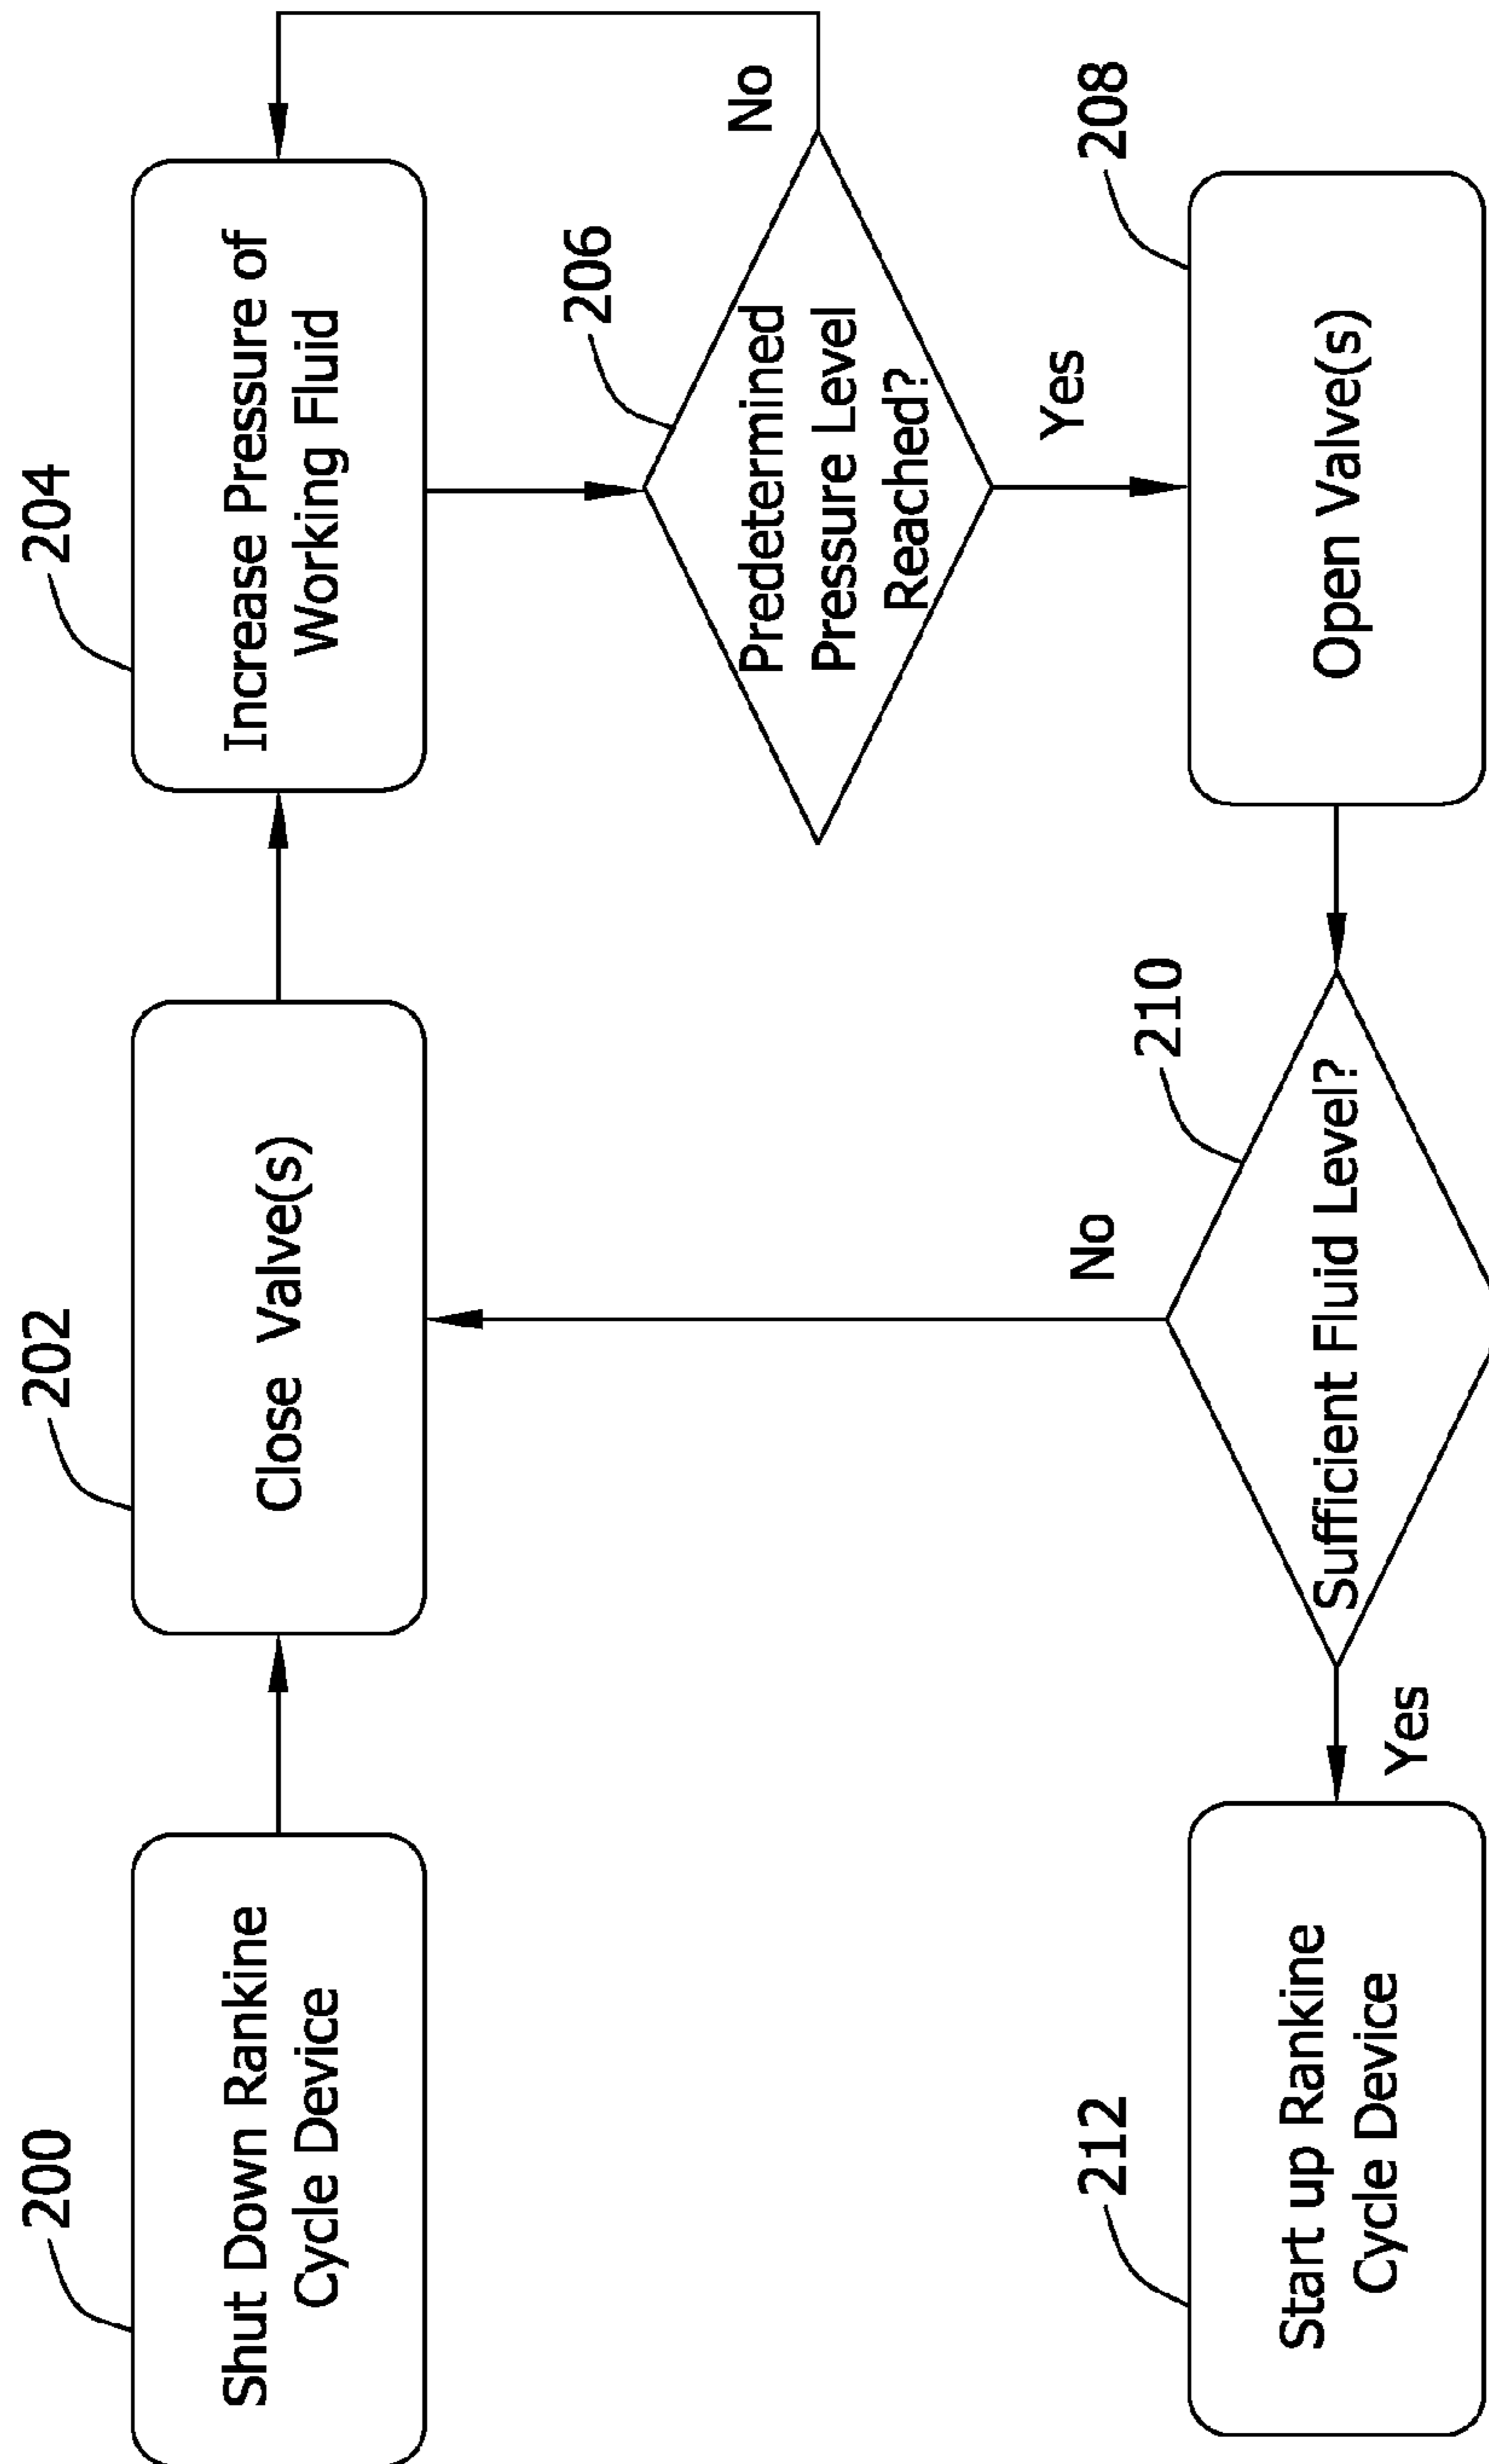 200
Shut Down Rankine
Cycle Device
202
Close Valve(s)
204
Increase Pressure of
Working Fluid
206
Predetermined
Pressure Level
Reached?
No
Yes
208
Open Valve(s)
210
Sufficient Fluid Level?
No
Yes
212
Start up Rankine
Cycle Device